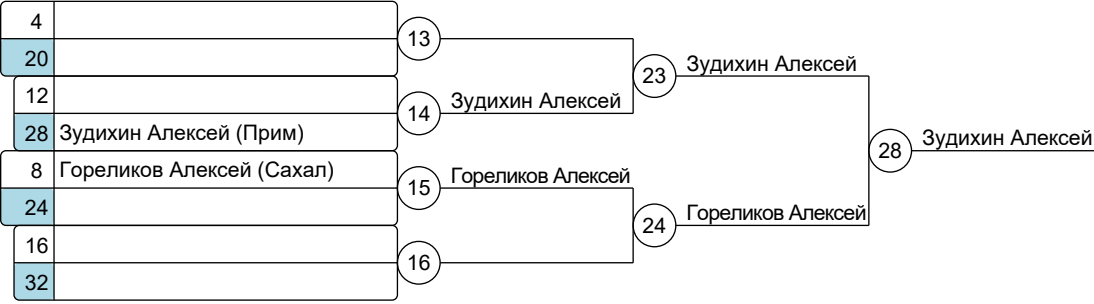 4
13
20
Зудихин Алексей
23
12
Зудихин Алексей
14
28 Зудихин Алексей (Прим)
Зудихин Алексей
28
8 Гореликов Алексей (Сахал)
Гореликов Алексей
15
24
Гореликов Алексей
24
16
16
32